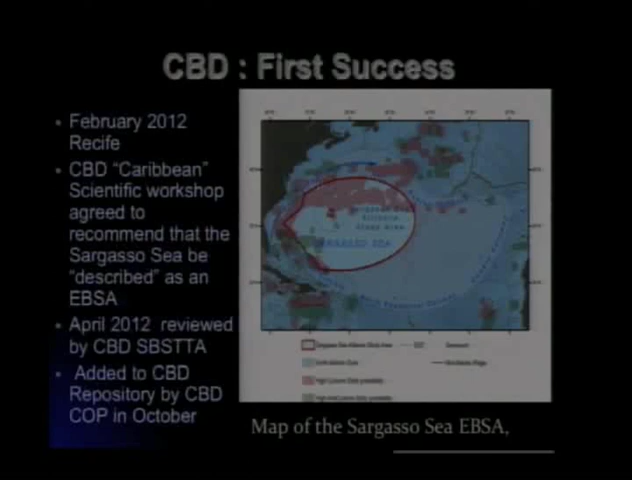 CBD : First Success
• February 2012
Recife
• CBD "Caribbean"
Scientific workshop
agreed to
recommend that the
Sargasso Sea be
"described" as an
EBSA
• April 2012 reviewed
by CBD SBSTTA
• Added to CBD
Repository by CBD
COP in October
SARGASSO SEA
Map of the Sargasso Sea EBSA,